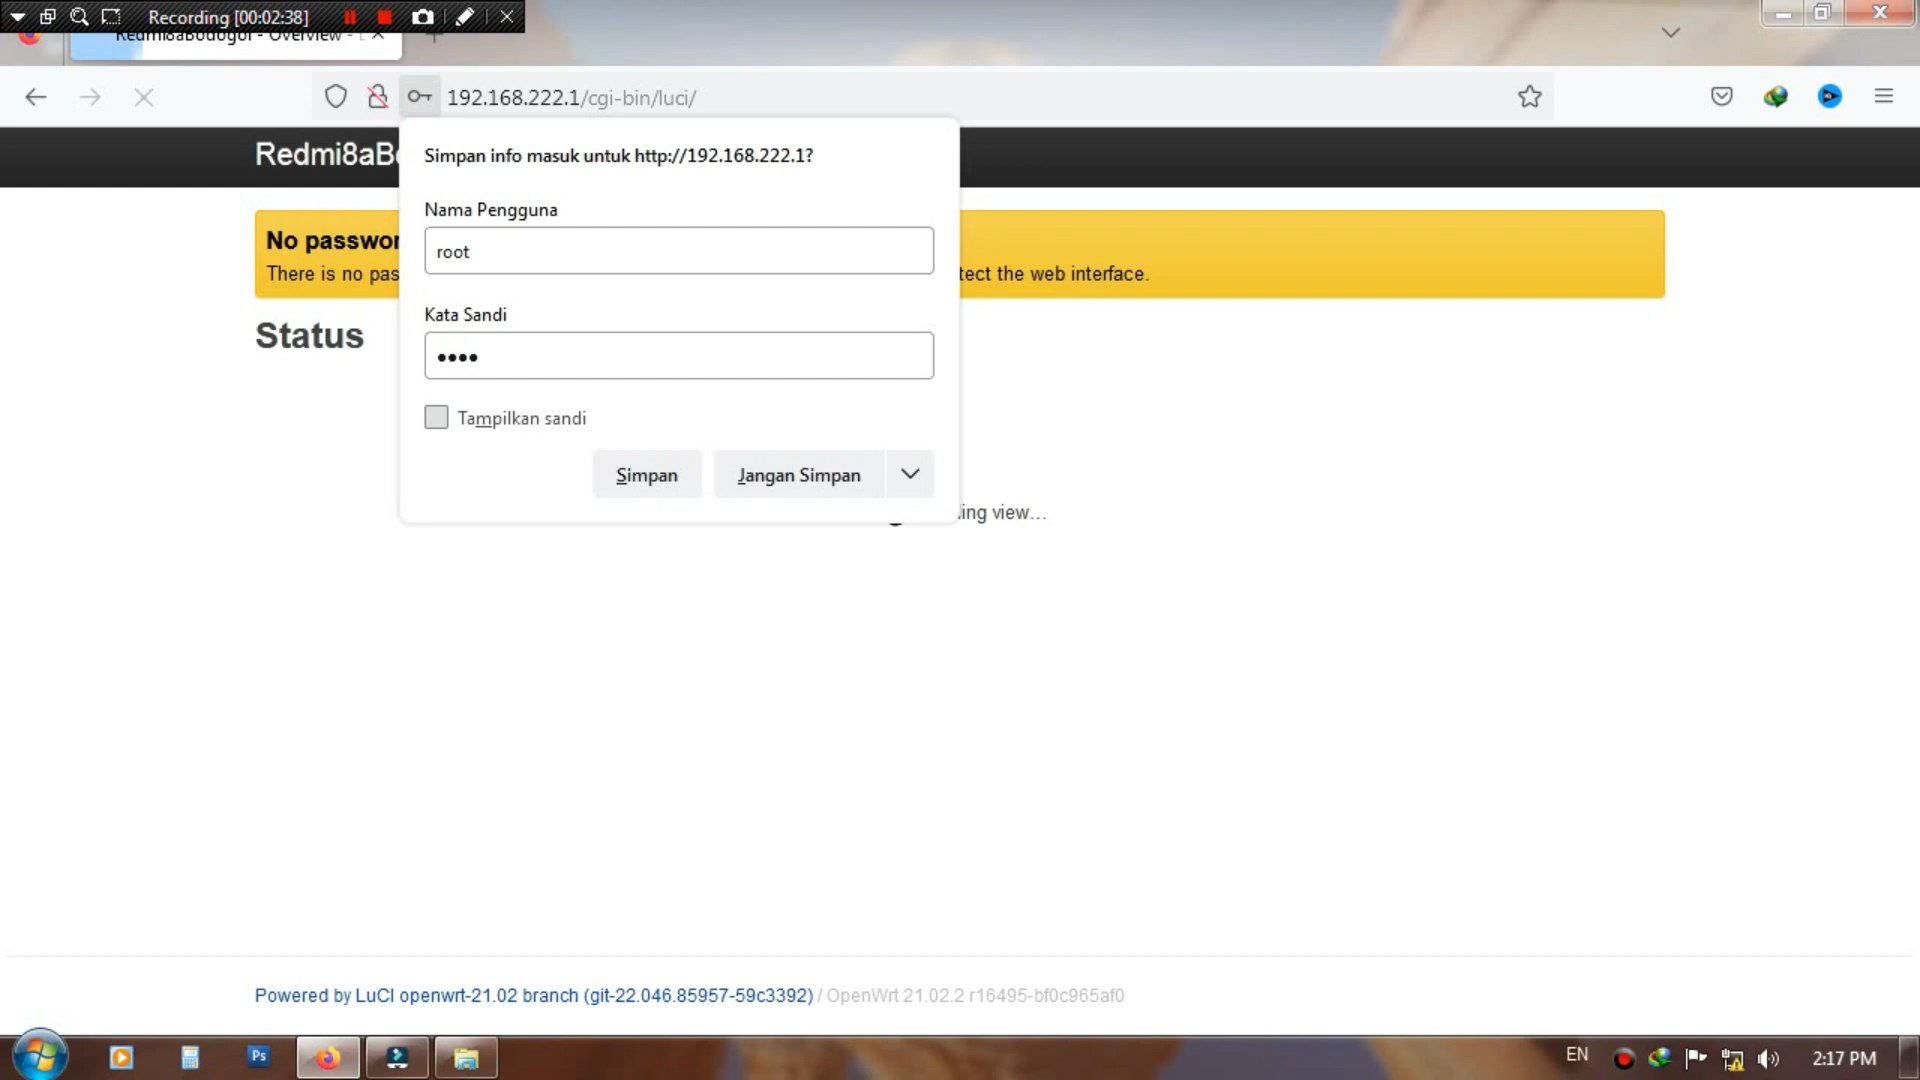 Recording [00:02:38]
Redmi8aBodogol - Overview -
192.168.222.1/cgi-bin/luci/
Redmi8aB
Simpan info masuk untuk http://192.168.222.1?
Nama Pengguna
root
Kata Sandi
Tampilkan sandi
Simpan
Jangan Simpan
No passwor
There is no pas
tect the web interface.
Status
ing view...
Powered by LuCI openwrt-21.02 branch (git-22.046.85957-59c3392) / OpenWrt 21.02.2 r16495-bf0c965af0
Ps
EN
2:17 PM